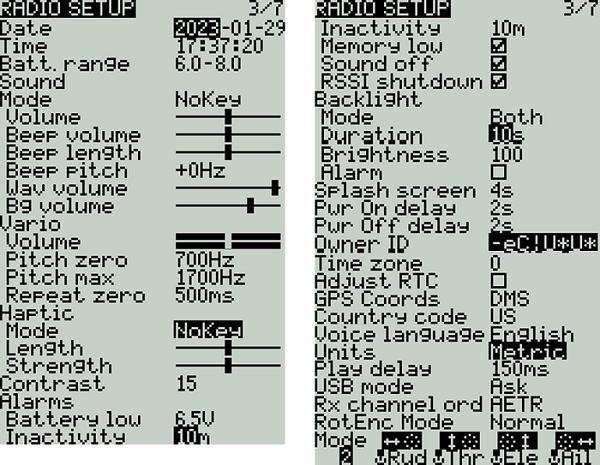 RADIO SETUP 3/7
Date 2023-01-29
Time 17:37:20
Batt. range 6.0-8.0
Sound
Mode NoKey
Volume
Beep volume
Beep length
Beep pitch +0Hz
Wav volume
Bg volume
Vario
Volume
Pitch zero 700Hz
Pitch max 1700Hz
Repeat zero 500ms
Haptic
Mode NoKey
Length
Strength
Contrast 15
Alarms
Battery low 6.5V
Inactivity 10m
RADIO SETUP 3/7
Inactivity 10m
Memory low
Sound off
RSSI shutdown
Backlight
Mode Both
Duration 10s
Brightness 100
Alarm
Splash screen 4s
Pwr On delay 2s
Pwr Off delay 2s
Owner ID
Time zone 0
Adjust RTC
GPS Coords DMS
Country code US
Voice language English
Units Metric
Play delay 150ms
USB mode Ask
Rx channel ord AETR
RotEnc Mode Normal
Mode
2 Rud Thr Ele Ail